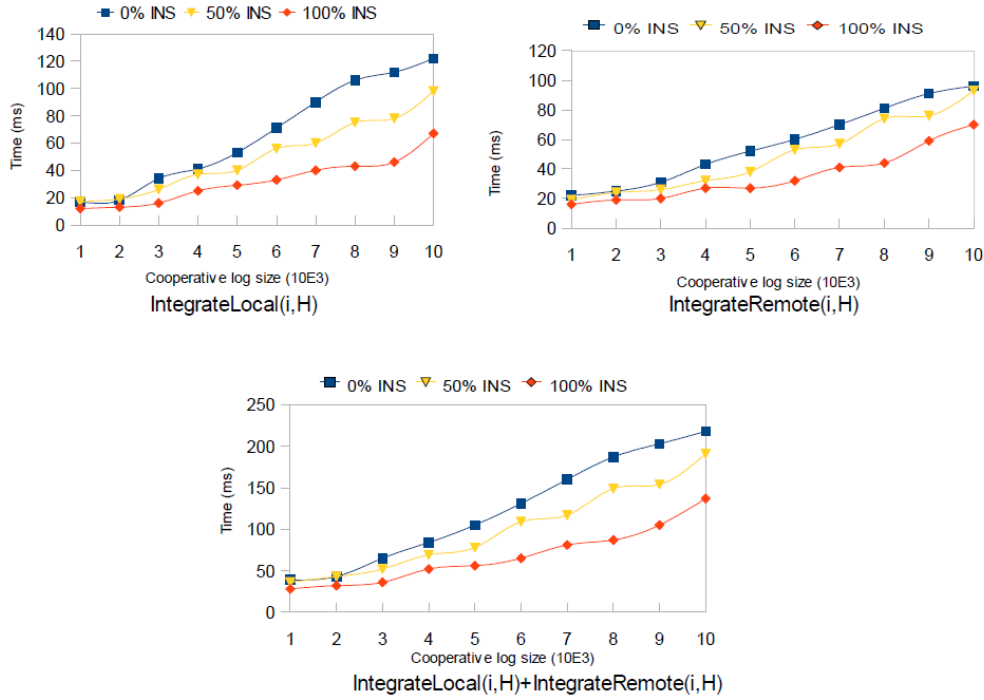 0% INS 50% INS 100% INS
140
120
100
80
60
40
20
0
Time (ms)
1 2 3 4 5 6 7 8 9 10
Cooperative log size (10E3)
IntegrateLocal(i,H)
0% INS 50% INS 100% INS
120
100
80
60
40
20
0
Time (ms)
1 2 3 4 5 6 7 8 9 10
Cooperative log size (10E3)
IntegrateRemote(i,H)
0% INS 50% INS 100% INS
250
200
150
100
50
0
Time (ms)
1 2 3 4 5 6 7 8 9 10
Cooperative log size (10E3)
IntegrateLocal(i,H)+IntegrateRemote(i,H)